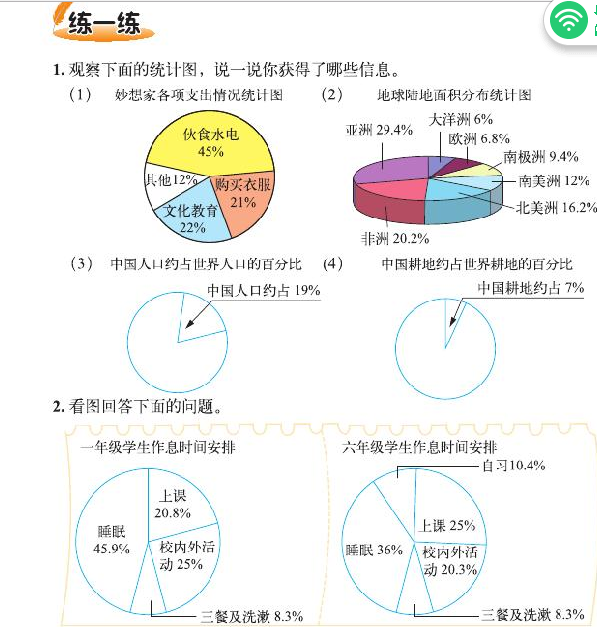 练一练
1. 观察下面的统计图，说一说你获得了哪些信息。
(1) 妙想家各项支出情况统计图
伙食水电
45%
其他12%
购买衣服
21%
文化教育
22%
(2) 地球陆地面积分布统计图
大洋洲 6%
亚洲 29.4%
欧洲 6.8%
南极洲 9.4%
南美洲 12%
北美洲 16.2%
非洲 20.2%
(3) 中国人口约占世界人口的百分比
中国人口约占 19%
(4) 中国耕地约占世界耕地的百分比
中国耕地约占 7%
2. 看图回答下面的问题。
一年级学生作息时间安排
上课
20.8%
睡眠
45.9%
校内外活
动 25%
三餐及洗漱 8.3%
六年级学生作息时间安排
自习10.4%
上课 25%
睡眠 36%
校内外活
动 20.3%
三餐及洗漱 8.3%